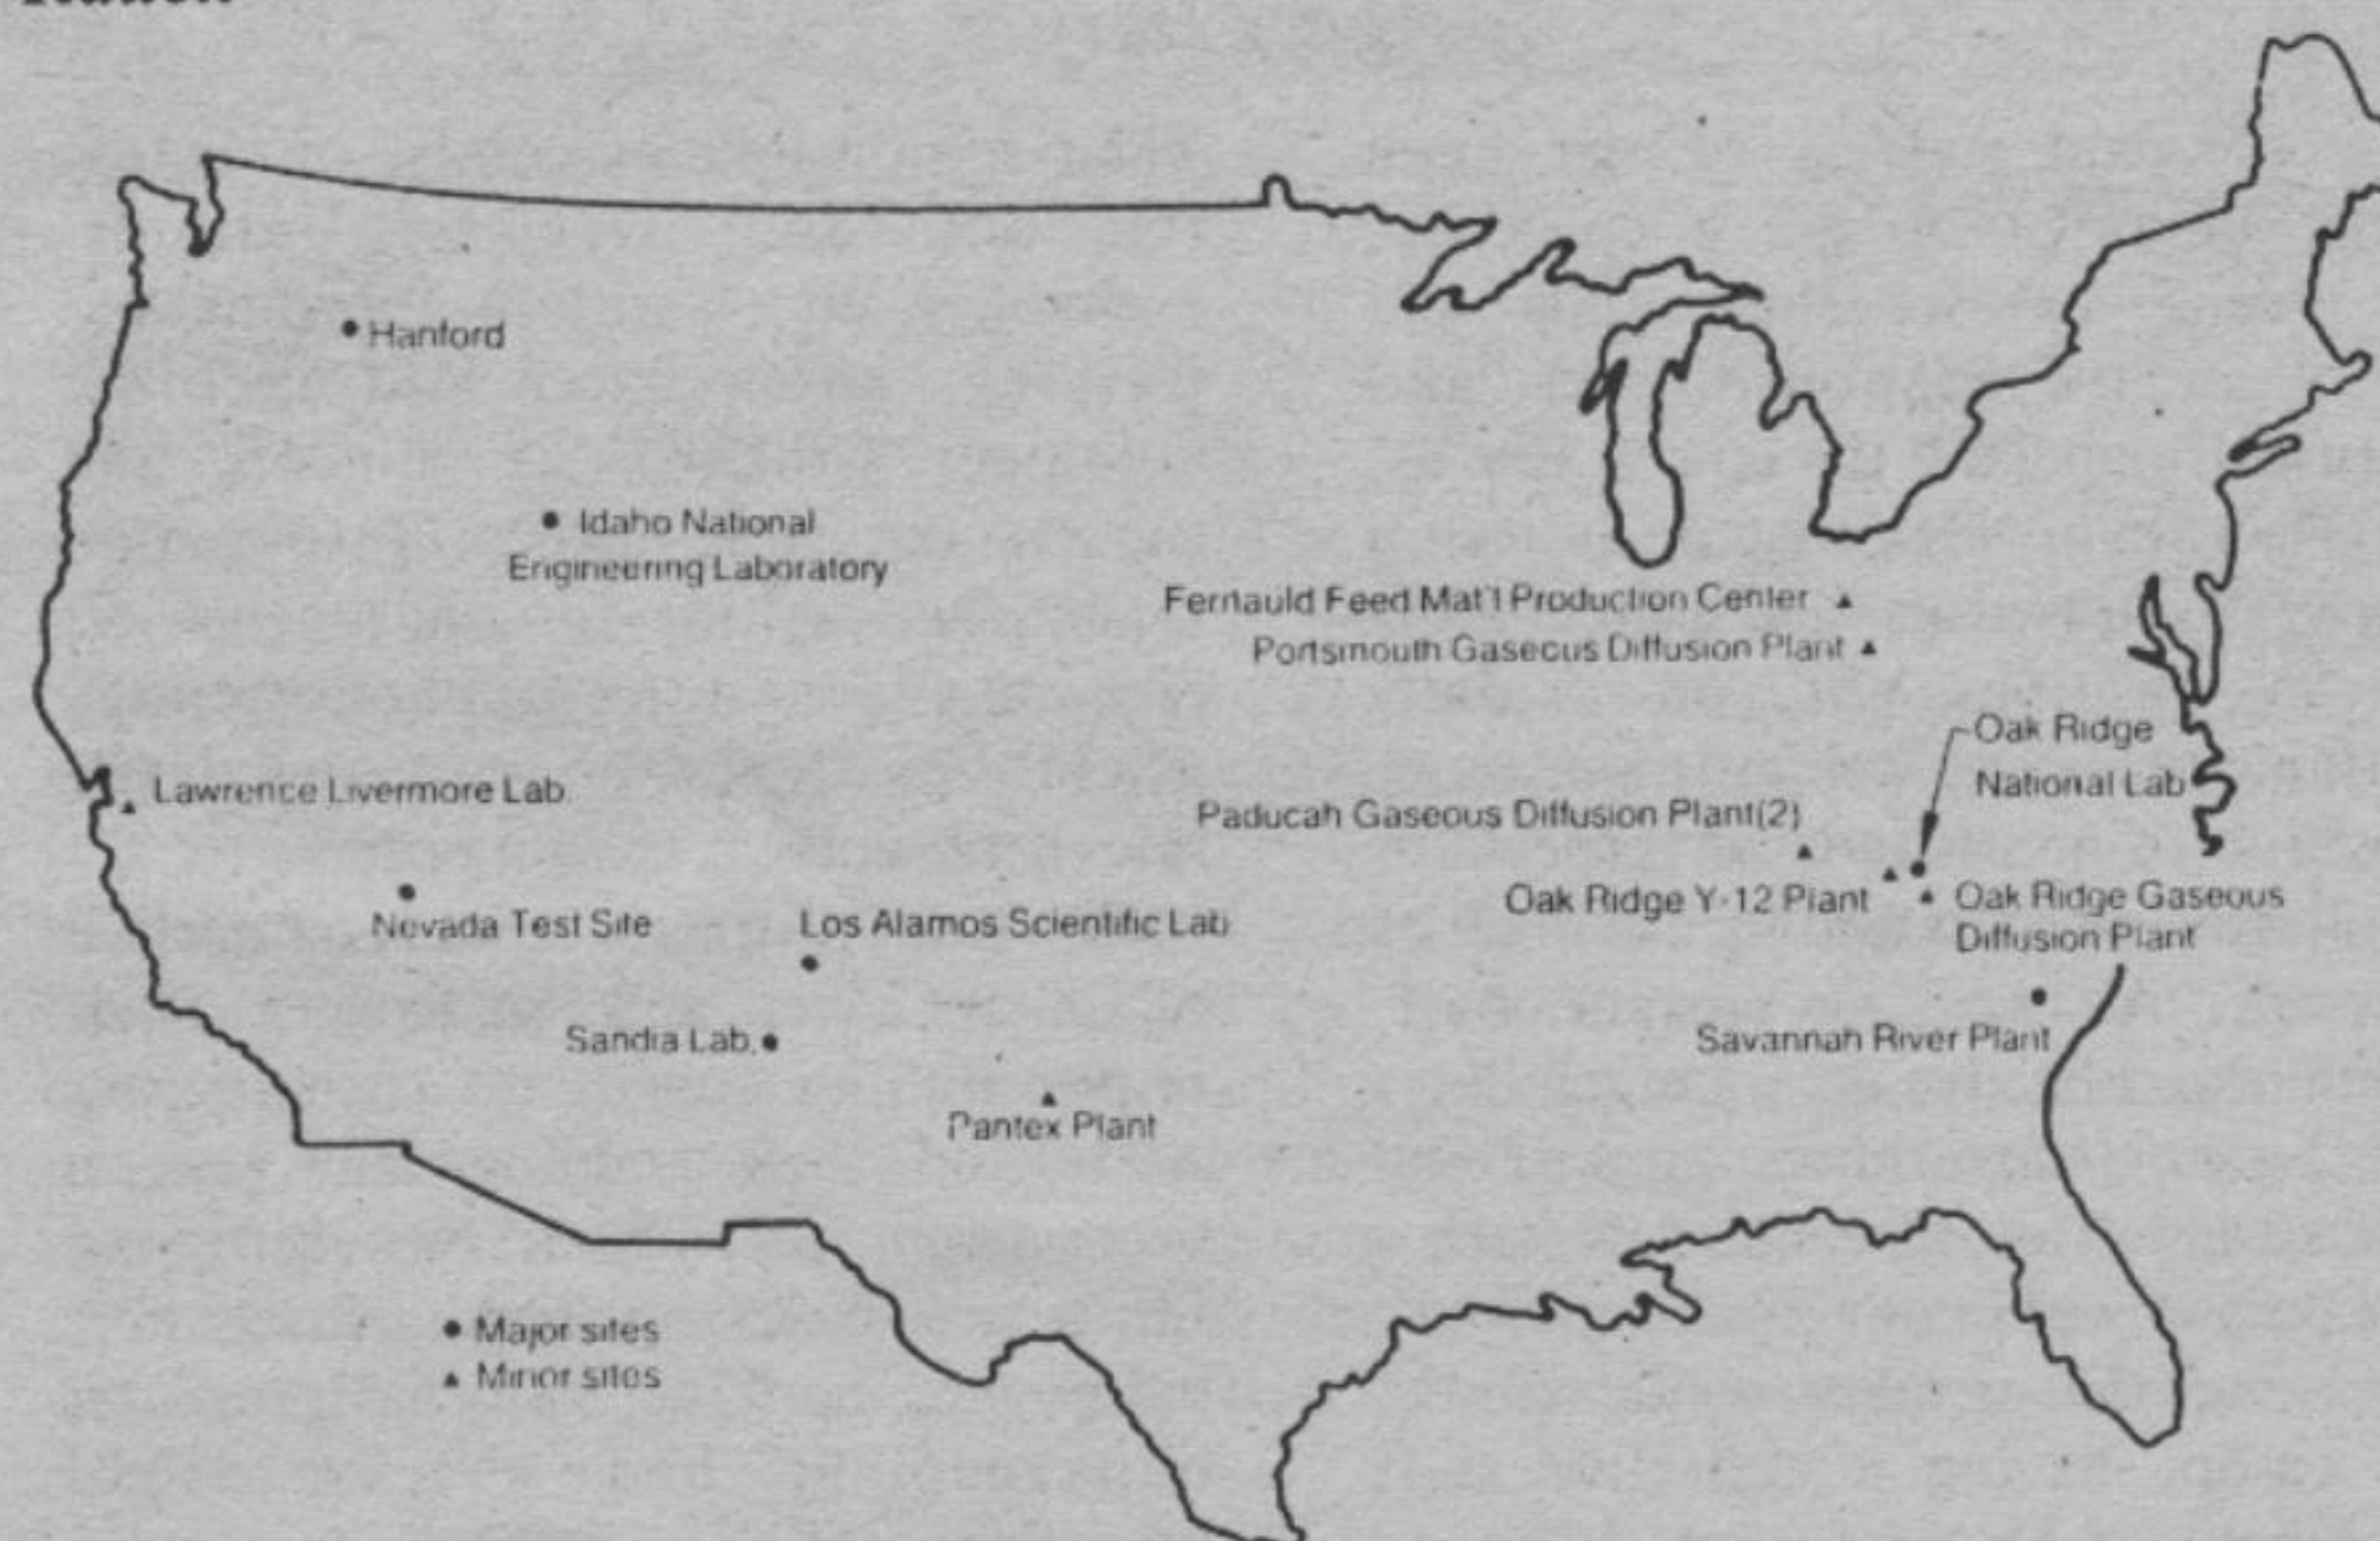 Hanford
Idaho National
Engineering Laboratory
Fernauld Feed Mat'l Production Center
Portsmouth Gaseous Diffusion Plant
Oak Ridge
National Lab
Lawrence Livermore Lab.
Paducah Gaseous Diffusion Plant(2)
Oak Ridge Y-12 Plant
Oak Ridge Gaseous
Diffusion Plant
Nevada Test Site
Los Alamos Scientific Lab
Sandia Lab.
Savannah River Plant
Pantex Plant
Major sites
Minor sites